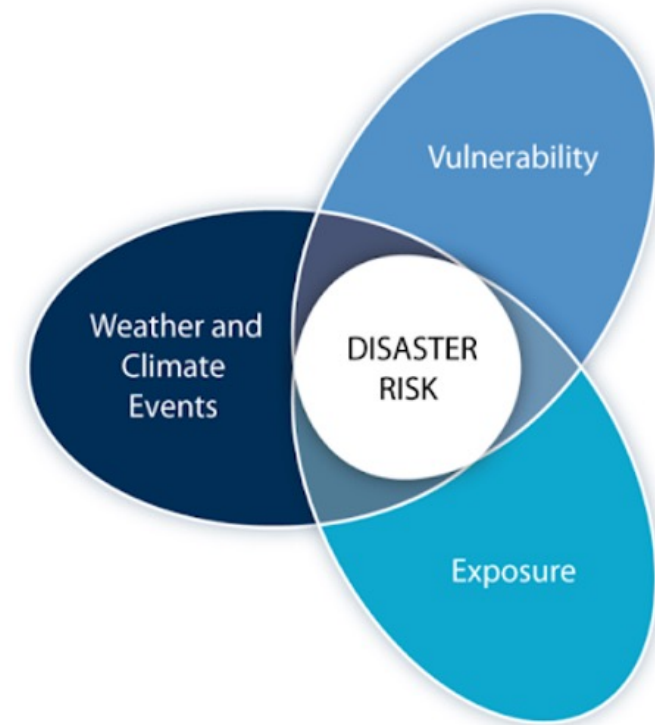 Vulnerability
Weather and
Climate
Events
DISASTER
RISK
Exposure